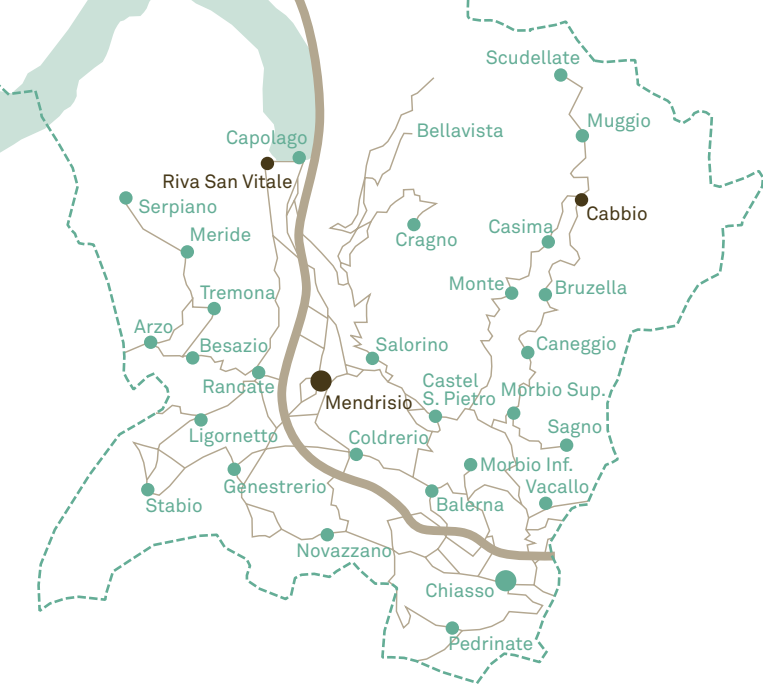 Scudellate
Muggio
Bellavista
Capolago
Riva San Vitale
Serpiano
Cabbio
Meride
Casima
Cragno
Monte
Bruzella
Tremona
Arzo
Besazio
Salorino
Caneggio
Rancate
Castel
S. Pietro
Morbio Sup.
Mendrisio
Ligornetto
Coldrerio
Sagno
Morbio Inf.
Genestrerio
Vacallo
Stabio
Balerna
Novazzano
Chiasso
Pedrinate